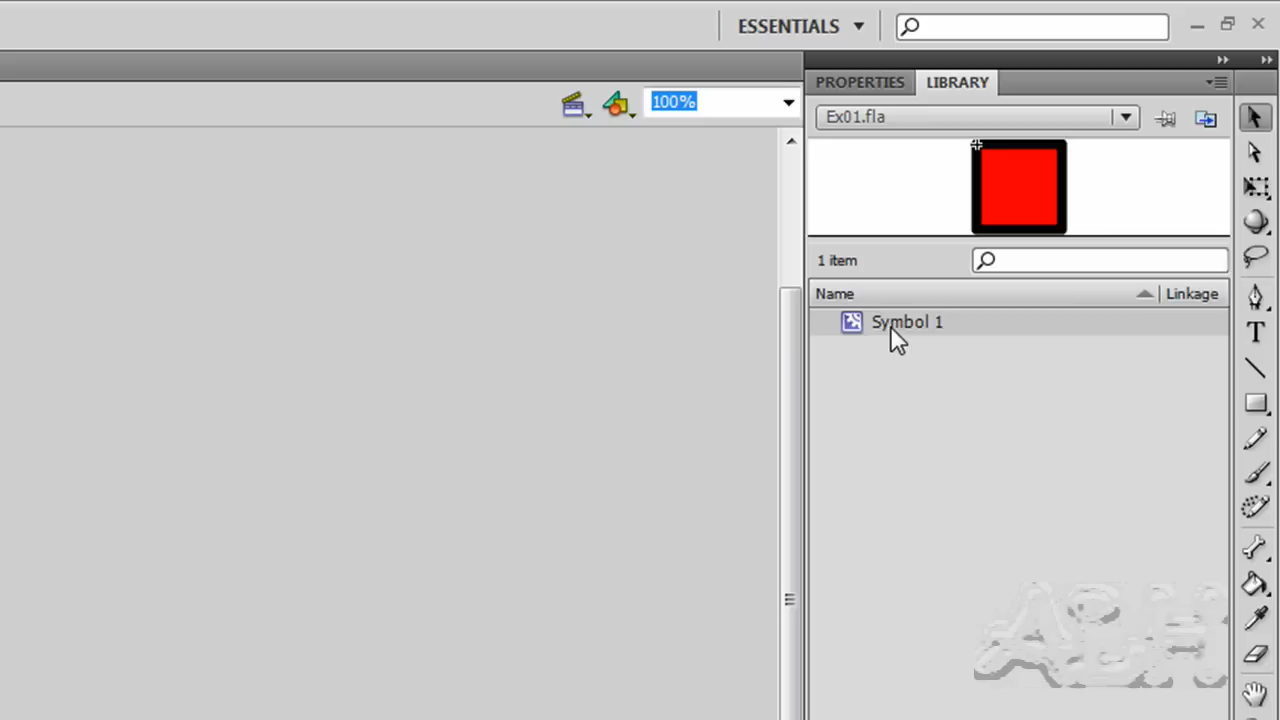 ESSENTIALS
PROPERTIES
LIBRARY
100%
Ex01.fla
1 item
Name
Linkage
Symbol 1